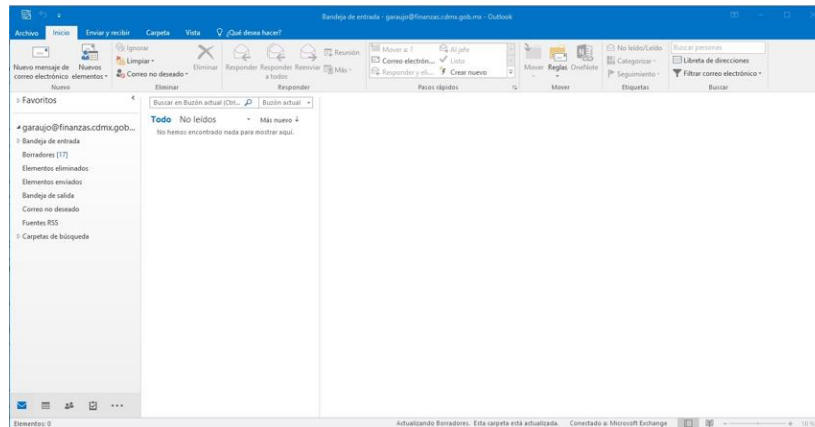 Bandeja de entrada - garaujo@finanzas.cdmx.gob.mx - Outlook
Archivo Inicio Enviar y recibir Carpeta Vista ¿Qué desea hacer?
Nuevo mensaje de correo electrónico
Nuevos elementos
Nuevo
Ignorar
Limpiar
Correo no deseado
Eliminar
Eliminar
Responder
Responder a todos
Reenviar
Reunión
Más
Responder
Mover a: ?
Correo electrón...
Responder y eli...
Al jefe
Listo
Crear nuevo
Pasos rápidos
Mover
Reglas
OneNote
Mover
No leído/Leído
Categorizar
Seguimiento
Etiquetas
Buscar personas
Libreta de direcciones
Filtrar correo electrónico
Buscar
Favoritos
garaujo@finanzas.cdmx.gob...
Bandeja de entrada
Borradores [17]
Elementos eliminados
Elementos enviados
Bandeja de salida
Correo no deseado
Fuentes RSS
Carpetas de búsqueda
Buscar en Buzón actual (Ctrl... Buzón actual
Todo No leídos Más nuevo ↓
No hemos encontrado nada para mostrar aquí.
Elementos: 0 Actualizando Borradores. Esta carpeta está actualizada. Conectado a: Microsoft Exchange